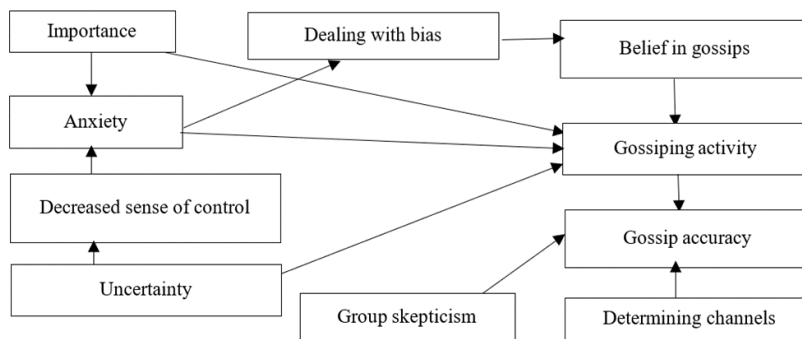 Importance
Dealing with bias
Belief in gossips
Anxiety
Gossiping activity
Decreased sense of control
Gossip accuracy
Uncertainty
Group skepticism
Determining channels